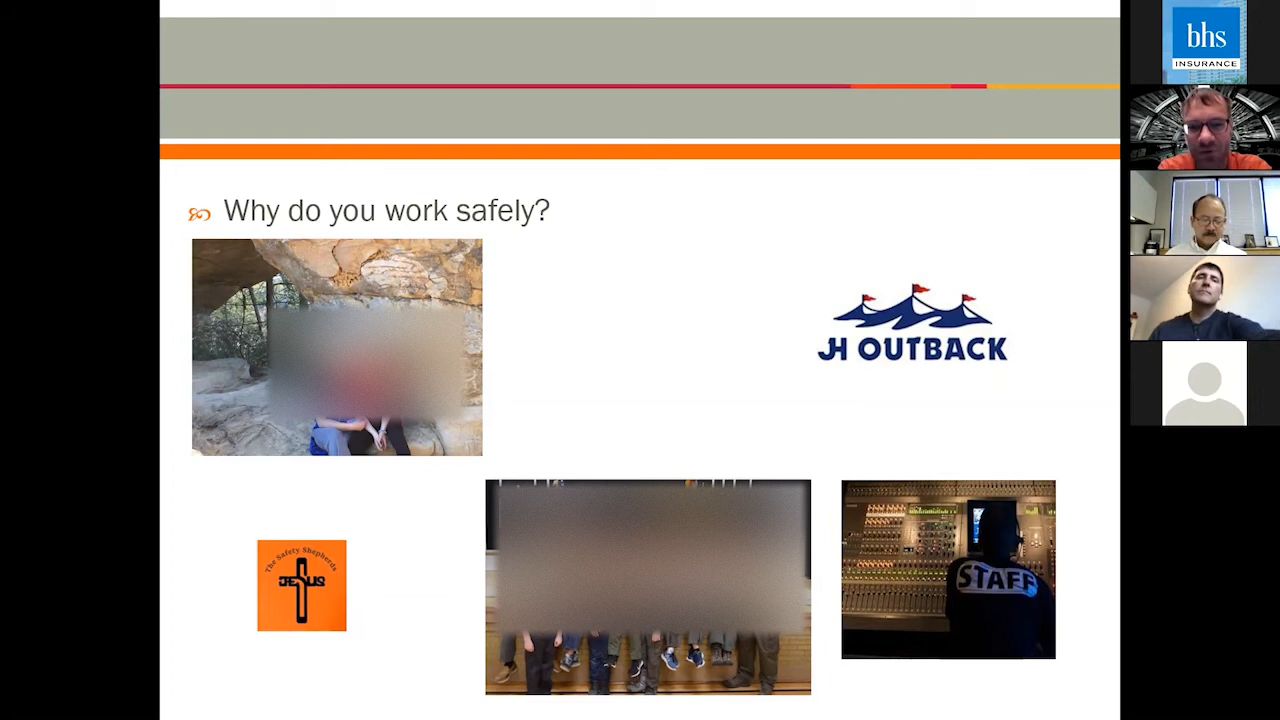 bhs
INSURANCE
Why do you work safely?
JH OUTBACK
The Safety Shepherds
JESUS
STAFF